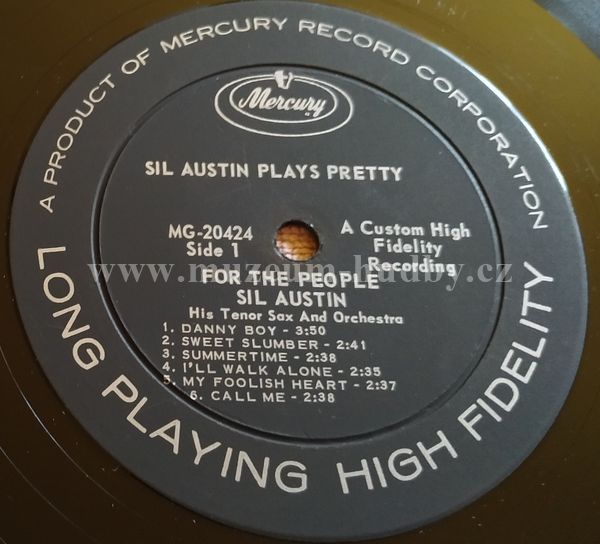 A PRODUCT OF MERCURY RECORD CORPORATION
Mercury
SIL AUSTIN PLAYS PRETTY
MG-20424
Side 1
A Custom High
Fidelity
Recording
www.muzeum-hudby.cz
FOR THE PEOPLE
SIL AUSTIN
His Tenor Sax And Orchestra
1. DANNY BOY - 3:50
2. SWEET SLUMBER - 2:41
3. SUMMERTIME - 2:38
4. I'LL WALK ALONE - 2:35
5. MY FOOLISH HEART - 2:37
6. CALL ME - 2:38
LONG PLAYING HIGH FIDELITY